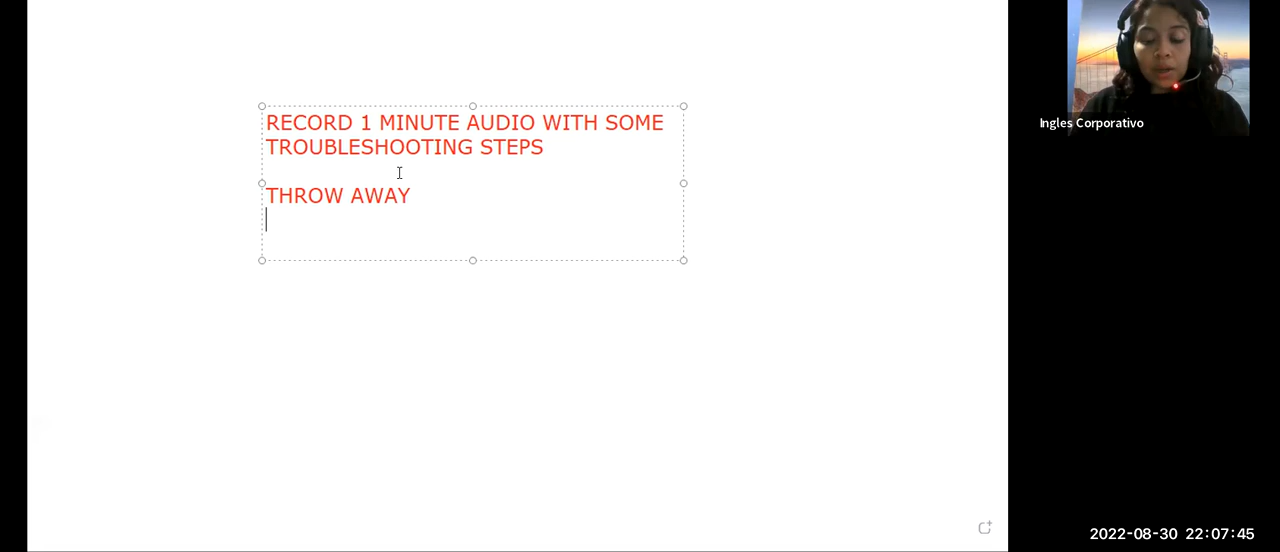 RECORD 1 MINUTE AUDIO WITH SOME
TROUBLESHOOTING STEPS
THROW AWAY
Ingles Corporativo
2022-08-30 22:07:45